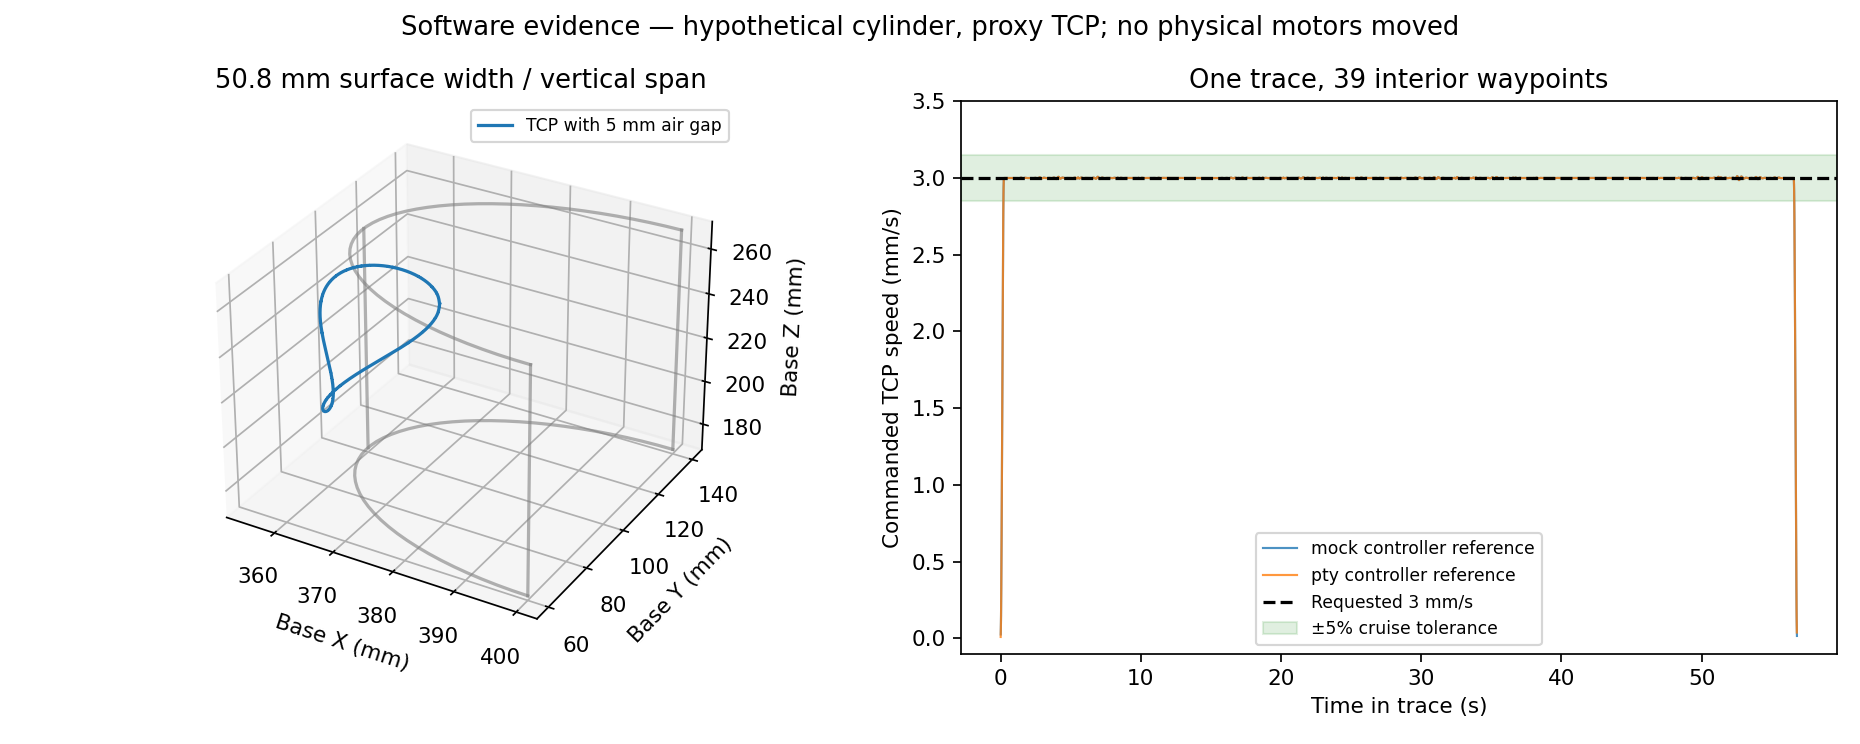 Software evidence — hypothetical cylinder, proxy TCP; no physical motors moved
50.8 mm surface width / vertical span
TCP with 5 mm air gap
260
240
220
200
180
Base Z (mm)
140
120
100
80
60
Base Y (mm)
360
370
380
390
400
Base X (mm)
One trace, 39 interior waypoints
3.5
3.0
2.5
2.0
1.5
1.0
0.5
0.0
Commanded TCP speed (mm/s)
mock controller reference
pty controller reference
Requested 3 mm/s
±5% cruise tolerance
0
10
20
30
40
50
Time in trace (s)